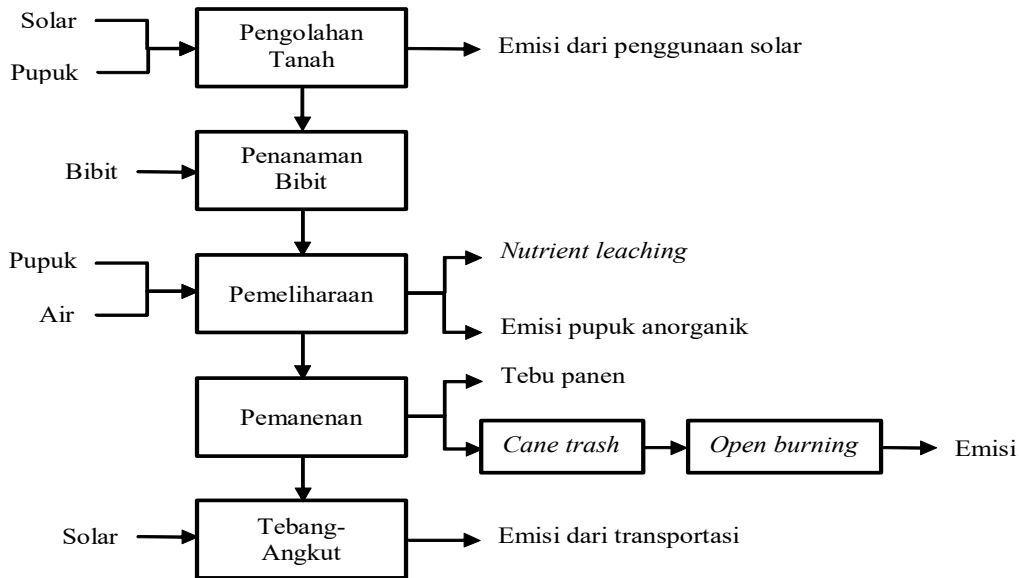 Solar
Pupuk
Pengolahan
Tanah
Emisi dari penggunaan solar
Bibit
Penanaman
Bibit
Pupuk
Air
Pemeliharaan
Nutrient leaching
Emisi pupuk anorganik
Pemanenan
Tebu panen
Cane trash
Open burning
Emisi
Solar
Tebang-
Angkut
Emisi dari transportasi